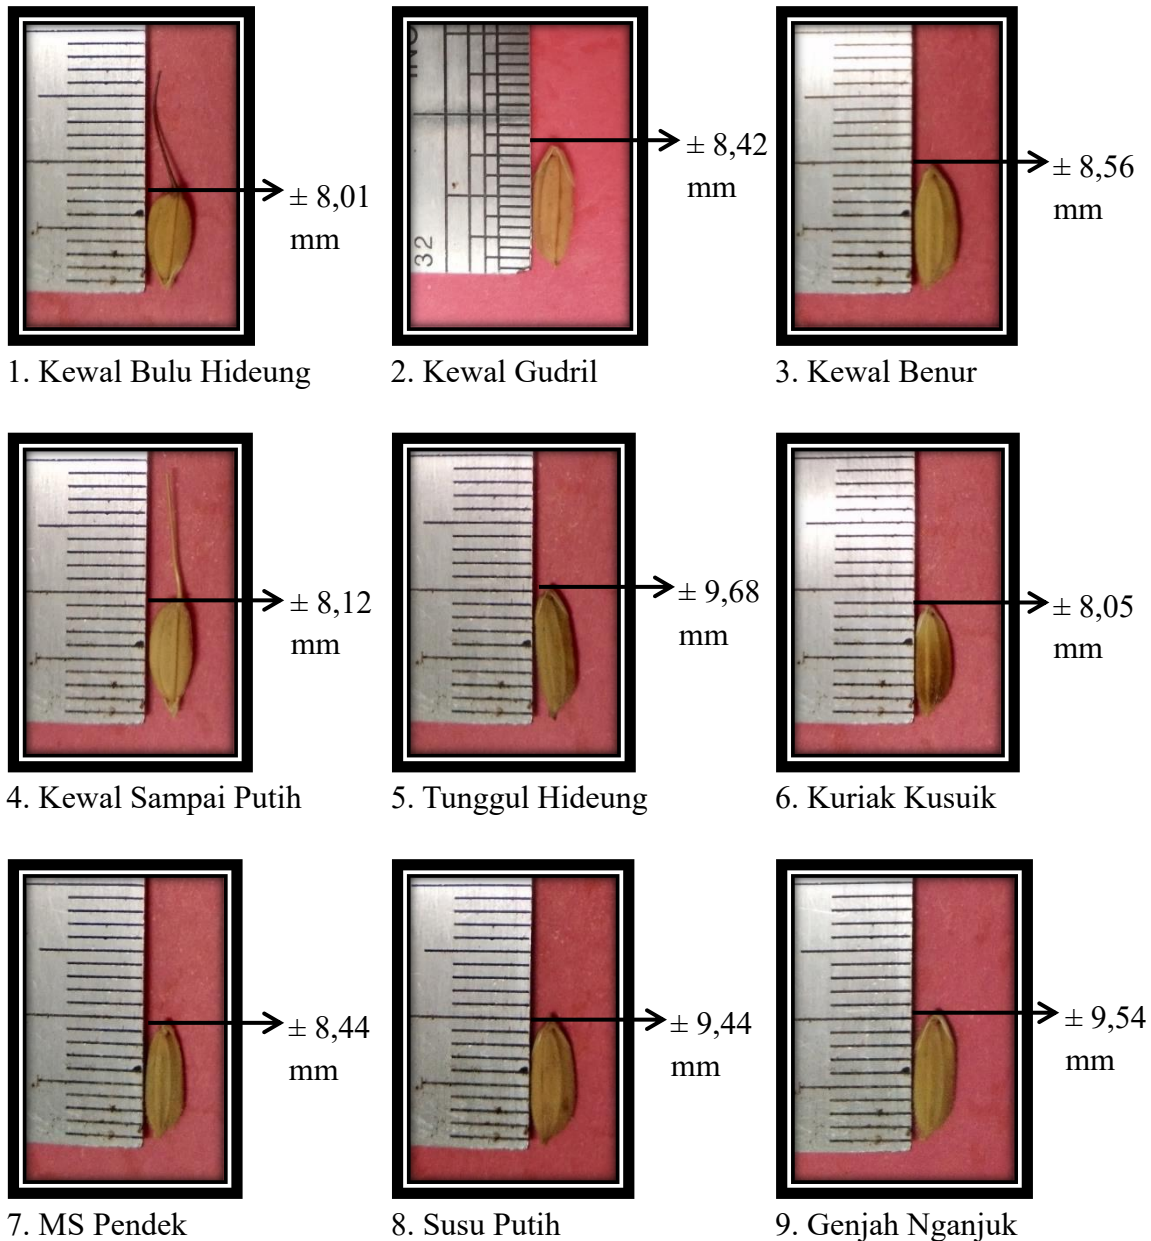 ± 8,01
mm
± 8,42
mm
± 8,56
mm
1. Kewal Bulu Hideung
2. Kewal Gudril
3. Kewal Benur
32
± 8,12
mm
± 9,68
mm
± 8,05
mm
4. Kewal Sampai Putih
5. Tunggul Hideung
6. Kuriak Kusuik
± 8,44
mm
± 9,44
mm
± 9,54
mm
7. MS Pendek
8. Susu Putih
9. Genjah Nganjuk